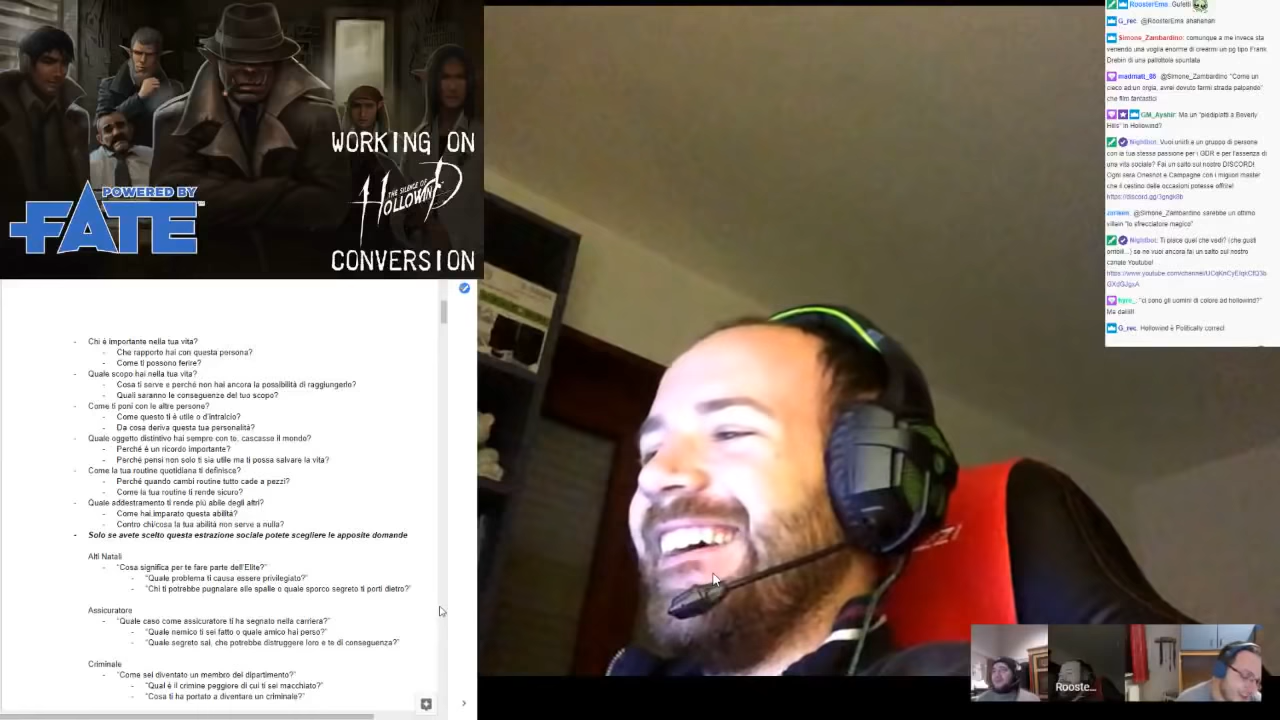 WORKING ON
THE SILENCE OF
HOLLOWIND
CONVERSION
POWERED BY
FATE
- Chi è importante nella tua vita?
- Che rapporto hai con questa persona?
- Come ti possono ferire?
- Quale scopo hai nella tua vita?
- Cosa ti serve e perché non hai ancora la possibilità di raggiungerlo?
- Quali saranno le conseguenze del tuo scopo?
- Come ti poni con le altre persone?
- Come questo ti è utile o d'intralcio?
- Da cosa deriva questa tua personalità?
- Quale oggetto distintivo hai sempre con te, cascasse il mondo?
- Perché è un ricordo importante?
- Perché pensi non solo ti sia utile ma ti possa salvare la vita?
- Come la tua routine quotidiana ti definisce?
- Perché quando cambi routine tutto cade a pezzi?
- Come la tua routine ti rende sicuro?
- Quale addestramento ti rende più abile degli altri?
- Come hai imparato questa abilità?
- Contro chi/cosa la tua abilità non serve a nulla?
- Solo se avete scelto questa estrazione sociale potete scegliere le apposite domande
Alti Natali
- "Cosa significa per te fare parte dell'Elite?"
- "Quale problema ti causa essere privilegiato?"
- "Chi ti potrebbe pugnalare alle spalle o quale sporco segreto ti porti dietro?"
Assicuratore
- "Quale caso come assicuratore ti ha segnato nella carriera?"
- "Quale nemico ti sei fatto o quale amico hai perso?"
- "Quale segreto sai, che potrebbe distruggere loro e te di conseguenza?"
Criminale
- "Come sei diventato un membro del dipartimento?"
- "Qual è il crimine peggiore di cui ti sei macchiato?"
- "Cosa ti ha portato a diventare un criminale?"
RoosterEms: Gufetti
G_rec: @RoosterEms ahahahah
Simone_Zambardino: comunque a me invece sta
venendo una voglia enorme di crearmi un pg tipo Frank
Drebin di una pallottola spuntata
madmatt_86: @Simone_Zambardino "Come un
cieco ad un orgia, avrei dovuto farmi strada palpando"
che film fantastici
GM_Ayahir: Ma un "piedipiatti a Beverly
Hills" in Hollowind?
Nightbot: Vuoi unirti e un gruppo di persone
con la tua stessa passione per i GDR e per l'assenza di
una vita sociale? Fai un salto sul nostro DISCORD!
Ogni sera Oneshot e Campagne con i migliori master
che il cestino delle occasioni potesse offrire!
@Simone_Zambardino sarebbe un ottimo
villain "lo sfrecciatore magico"
Nightbot: Ti piace quel che vedi? (che gusti
se ne vuoi ancora fai un salto sul nostro
canale Youtube!
hyro_: "ci sono gli uomini di colore ad hollowind?"
Ma daiiii!
G_rec: Hollowind è Politically correct
Rooste...